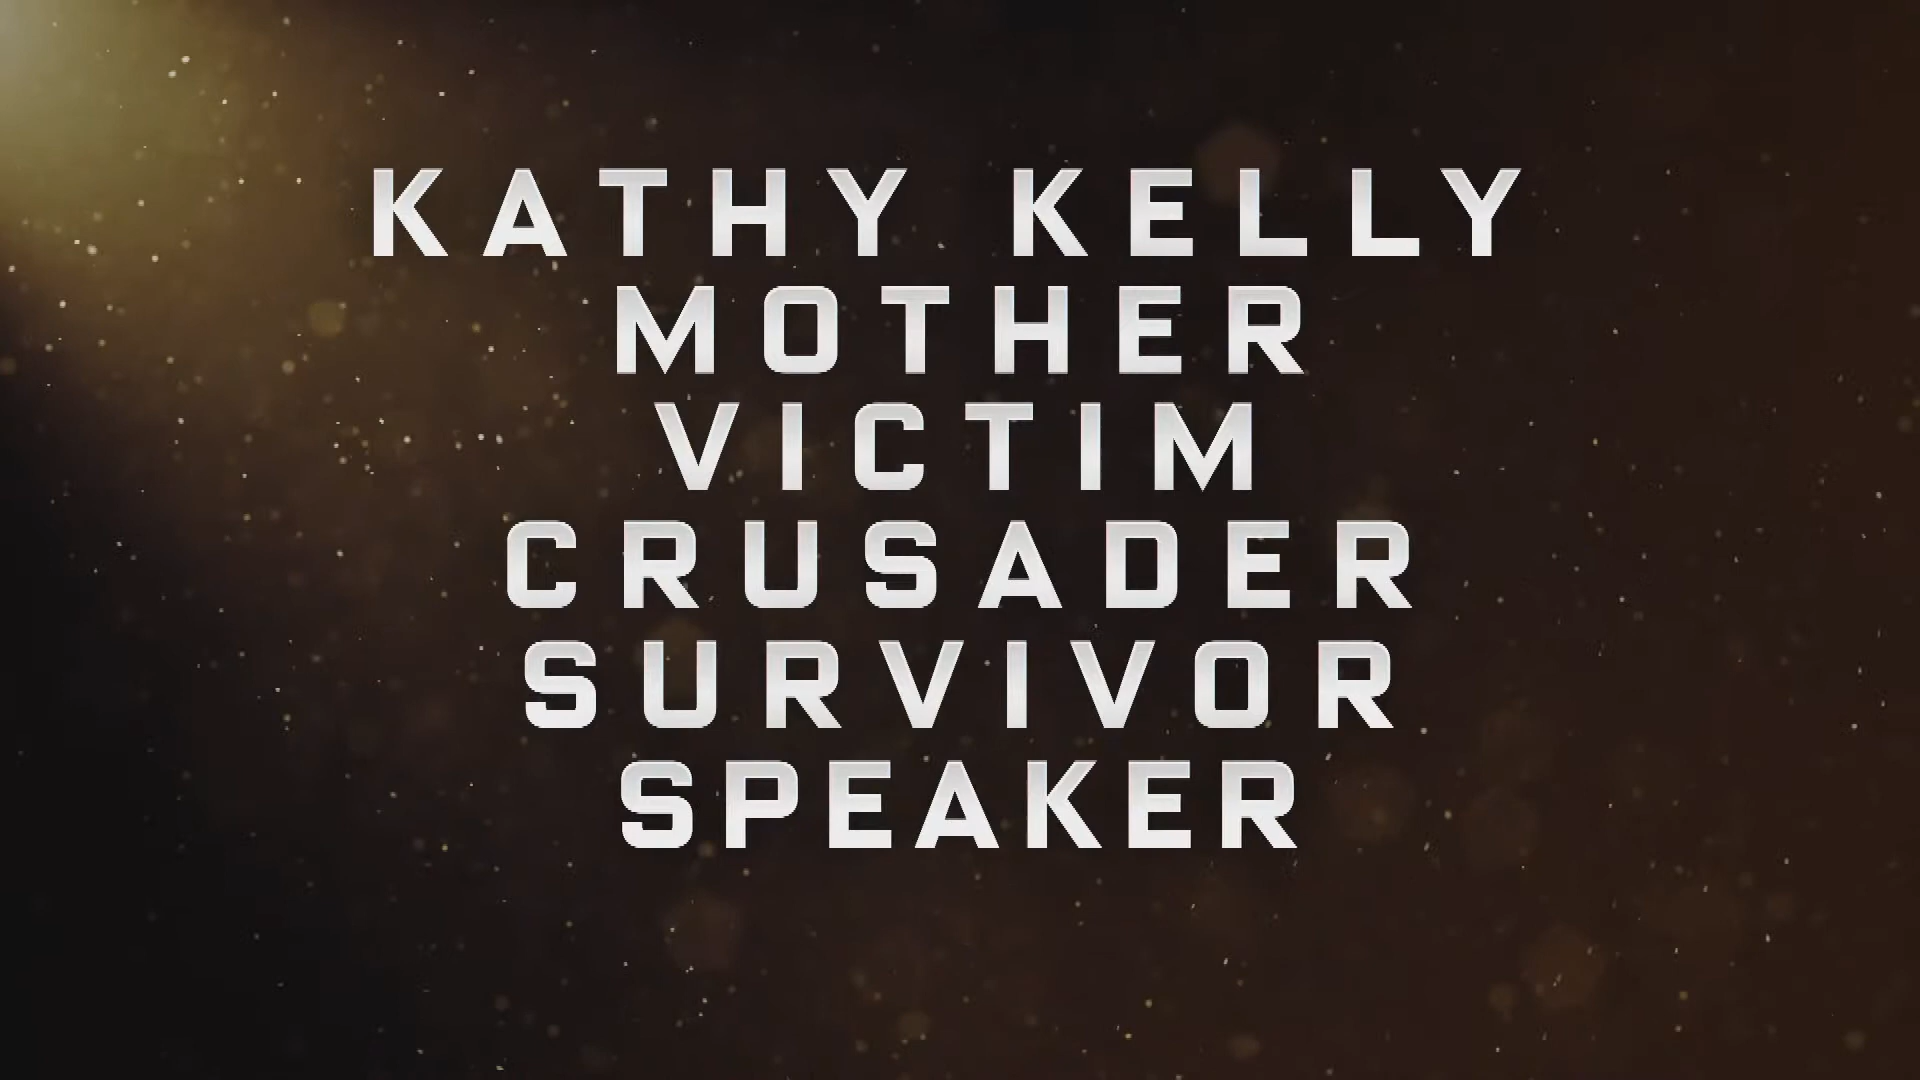 KATHY KELLY
MOTHER
VICTIM
CRUSADER
SURVIVOR
SPEAKER